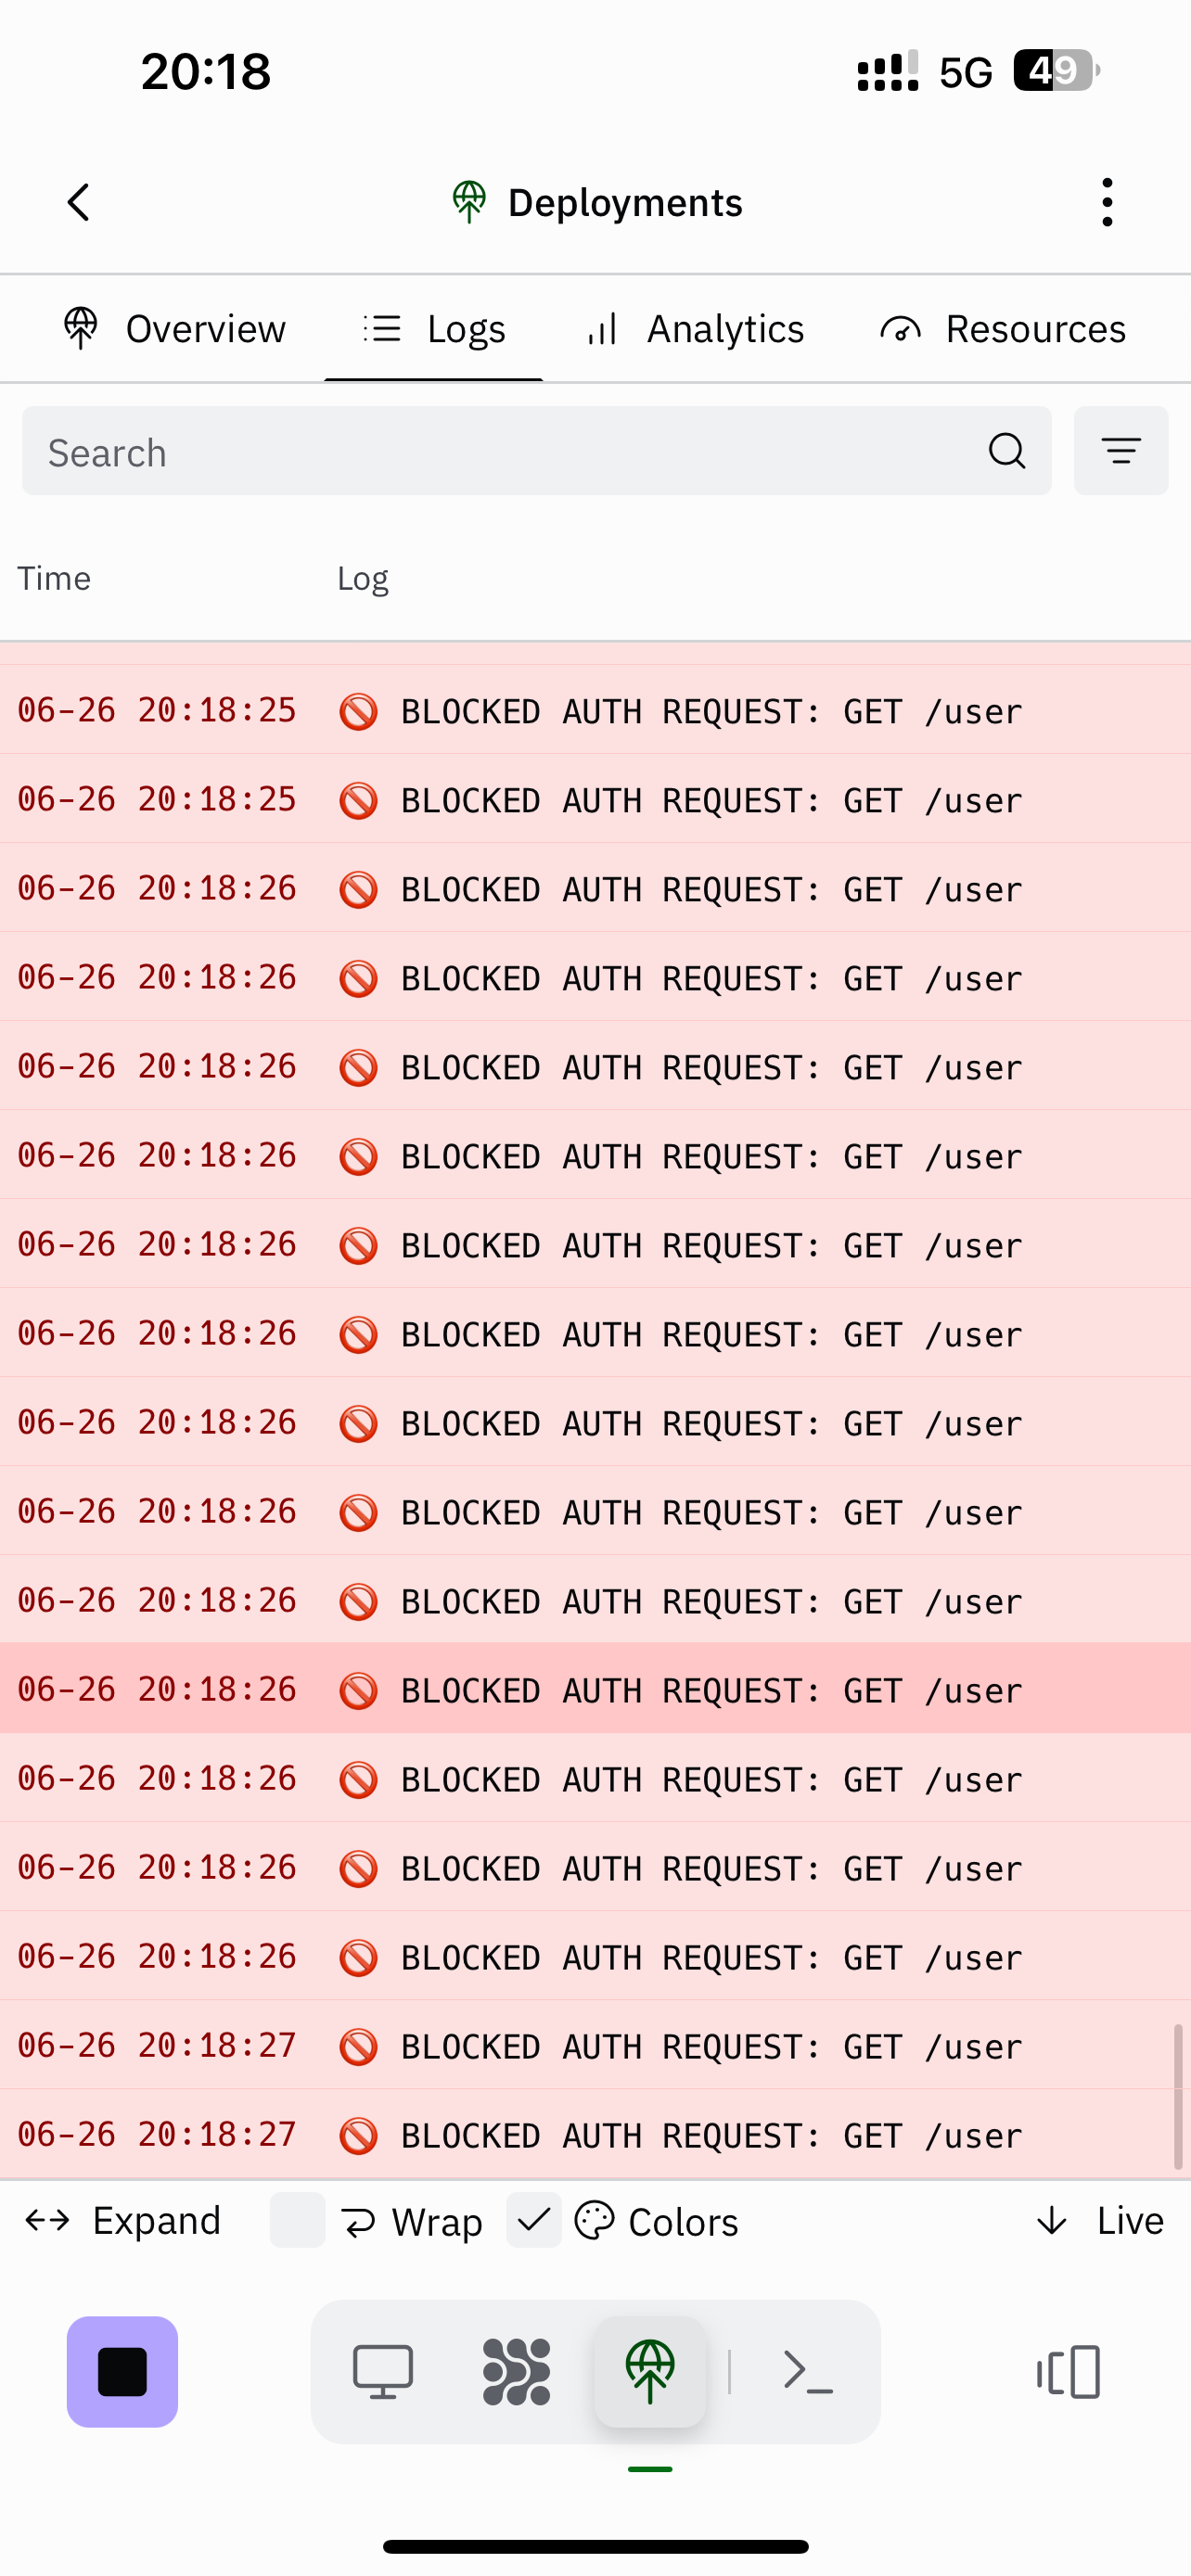 20:18 5G 49
Deployments
Overview Logs Analytics Resources
Search
Time Log
06-26 20:18:25 🚫 BLOCKED AUTH REQUEST: GET /user
06-26 20:18:25 🚫 BLOCKED AUTH REQUEST: GET /user
06-26 20:18:26 🚫 BLOCKED AUTH REQUEST: GET /user
06-26 20:18:26 🚫 BLOCKED AUTH REQUEST: GET /user
06-26 20:18:26 🚫 BLOCKED AUTH REQUEST: GET /user
06-26 20:18:26 🚫 BLOCKED AUTH REQUEST: GET /user
06-26 20:18:26 🚫 BLOCKED AUTH REQUEST: GET /user
06-26 20:18:26 🚫 BLOCKED AUTH REQUEST: GET /user
06-26 20:18:26 🚫 BLOCKED AUTH REQUEST: GET /user
06-26 20:18:26 🚫 BLOCKED AUTH REQUEST: GET /user
06-26 20:18:26 🚫 BLOCKED AUTH REQUEST: GET /user
06-26 20:18:26 🚫 BLOCKED AUTH REQUEST: GET /user
06-26 20:18:26 🚫 BLOCKED AUTH REQUEST: GET /user
06-26 20:18:26 🚫 BLOCKED AUTH REQUEST: GET /user
06-26 20:18:26 🚫 BLOCKED AUTH REQUEST: GET /user
06-26 20:18:27 🚫 BLOCKED AUTH REQUEST: GET /user
06-26 20:18:27 🚫 BLOCKED AUTH REQUEST: GET /user
Expand Wrap Colors Live